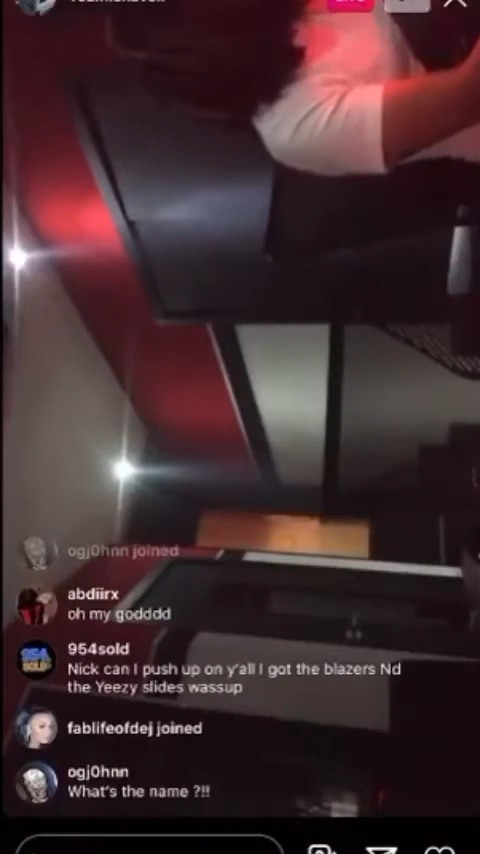 ogj0hnn joined
abdiirx
oh my godddd
954sold
Nick can I push up on y'all I got the blazers Nd
the Yeezy slides wassup
fablifeofdej joined
ogj0hnn
What's the name ?!!